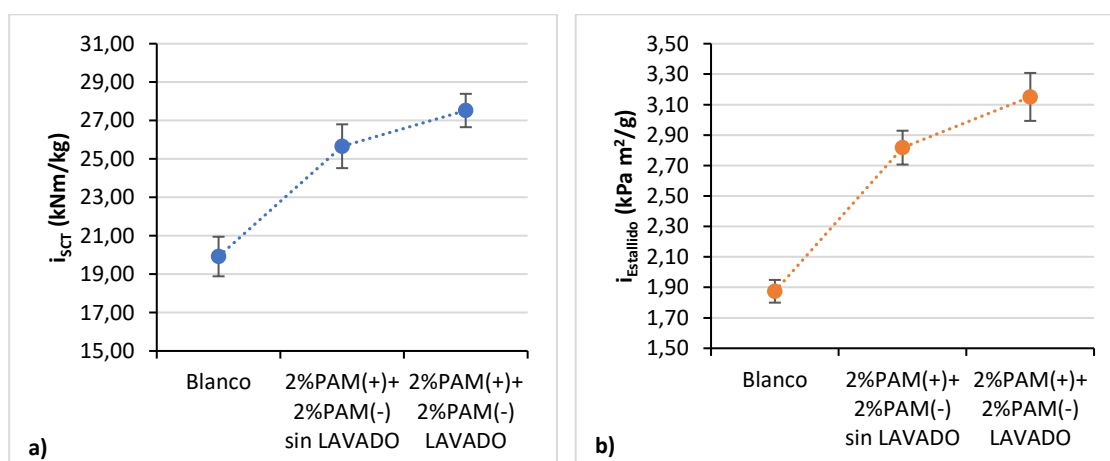 31,00
29,00
27,00
25,00
23,00
21,00
19,00
17,00
15,00
iSCT (kNm/kg)
Blanco
2%PAM(+)+
2%PAM(-)
sin LAVADO
2%PAM(+)+
2%PAM(-)
LAVADO
a)
3,50
3,30
3,10
2,90
2,70
2,50
2,30
2,10
1,90
1,70
1,50
iEstallido (kPa m²/g)
Blanco
2%PAM(+)+
2%PAM(-)
sin LAVADO
2%PAM(+)+
2%PAM(-)
LAVADO
b)